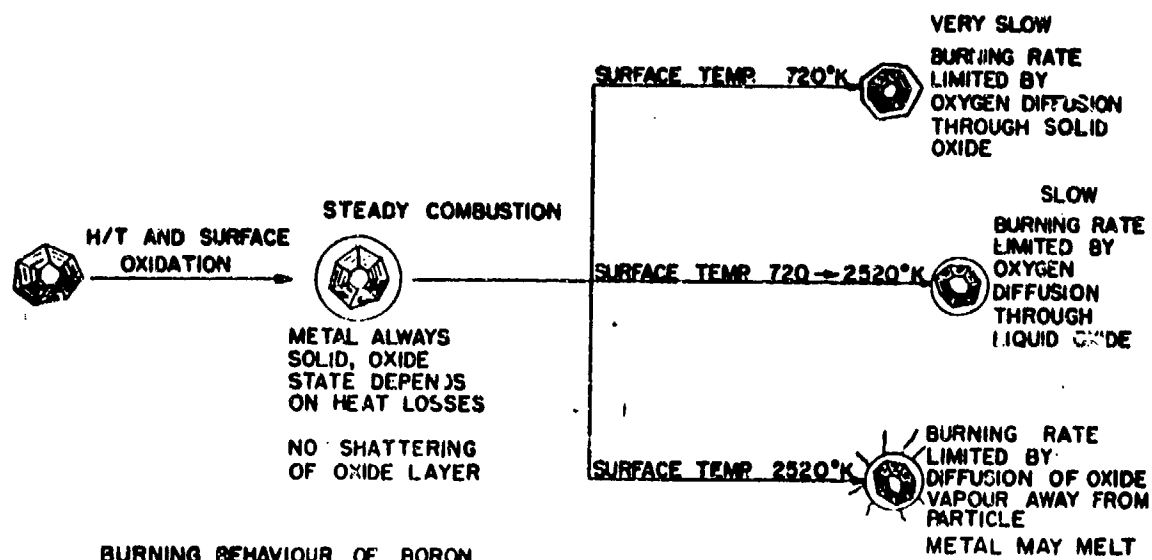 H/T AND SURFACE
OXIDATION
STEADY COMBUSTION
METAL ALWAYS
SOLID, OXIDE
STATE DEPENDS
ON HEAT LOSSES
NO SHATTERING
OF OXIDE LAYER
SURFACE TEMP. 720°K
VERY SLOW
BURNING RATE
LIMITED BY
OXYGEN DIFFUSION
THROUGH SOLID
OXIDE
SURFACE TEMP 720→2520°K
SLOW
BURNING RATE
LIMITED BY
OXYGEN
DIFFUSION
THROUGH
LIQUID OXIDE
SURFACE TEMP 2520°K
BURNING RATE
LIMITED BY
DIFFUSION OF OXIDE
VAPOUR AWAY FROM
PARTICLE
METAL MAY MELT
BURNING BEHAVIOUR OF BORON